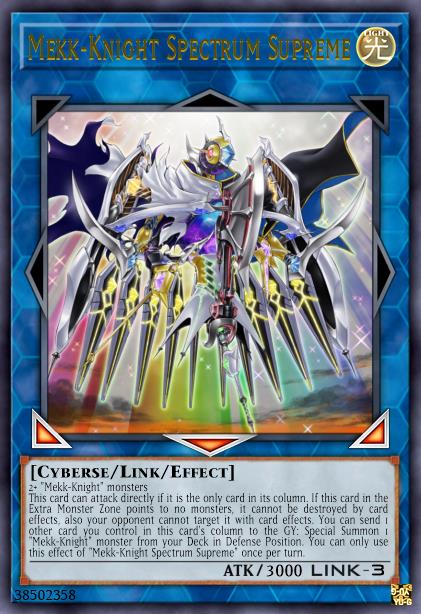 Mekk-Knight Spectrum Supreme
LIGHT
光
[Cyberse/Link/Effect]
2+ "Mekk-Knight" monsters
This card can attack directly if it is the only card in its column. If this card in the
Extra Monster Zone points to no monsters, it cannot be destroyed by card
effects, also your opponent cannot target it with card effects. You can send 1
other card you control in this card's column to the GY: Special Summon 1
"Mekk-Knight" monster from your Deck in Defense Position. You can only use
this effect of "Mekk-Knight Spectrum Supreme" once per turn.
ATK/3000 LINK-3
38502358